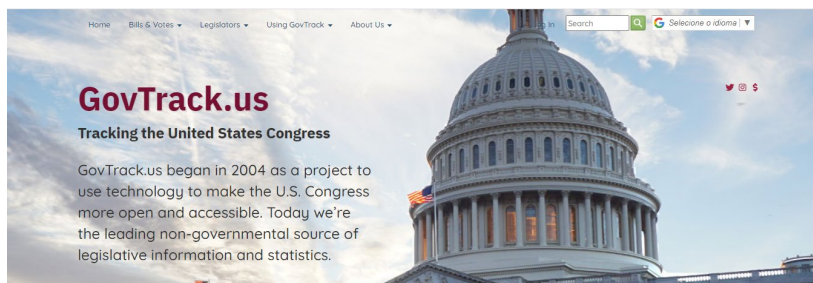 Home Bills & Votes Legislators Using GovTrack About Us In Search Selecione o idioma
GovTrack.us
Tracking the United States Congress
GovTrack.us began in 2004 as a project to
use technology to make the U.S. Congress
more open and accessible. Today we're
the leading non-governmental source of
legislative information and statistics.